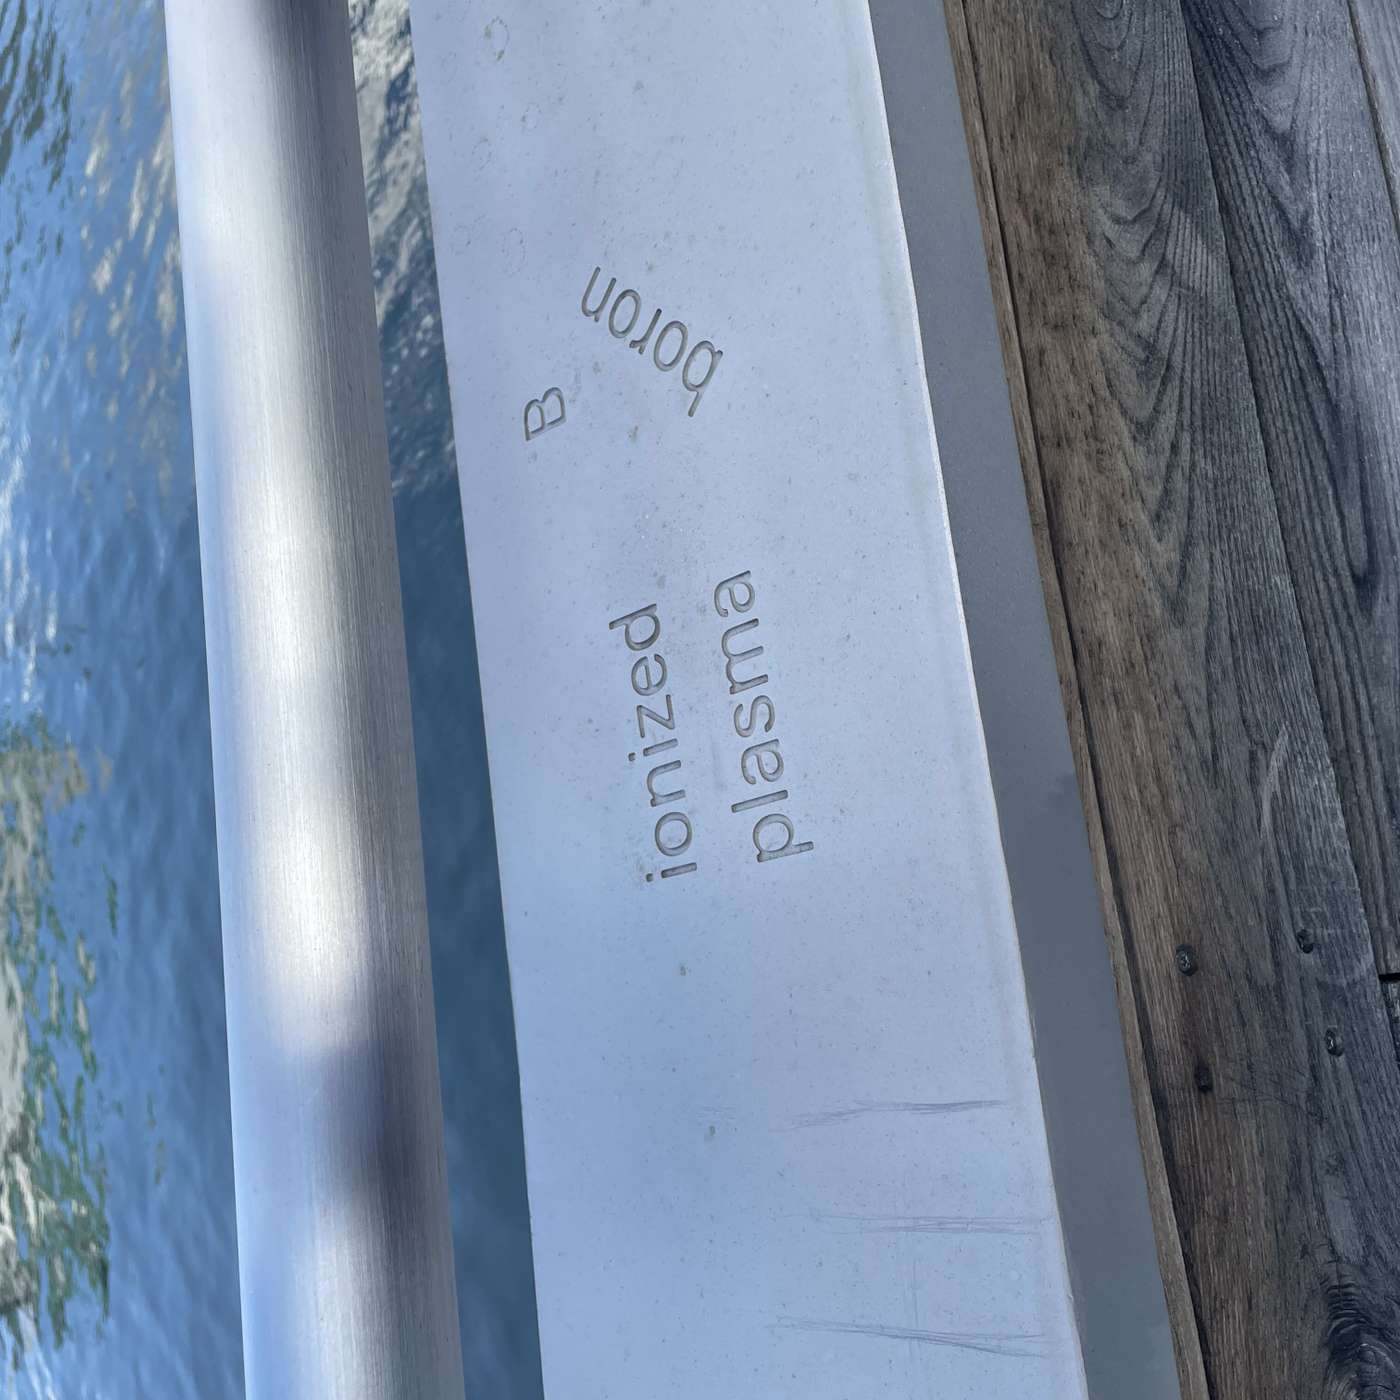 B
boron
ionized
plasma